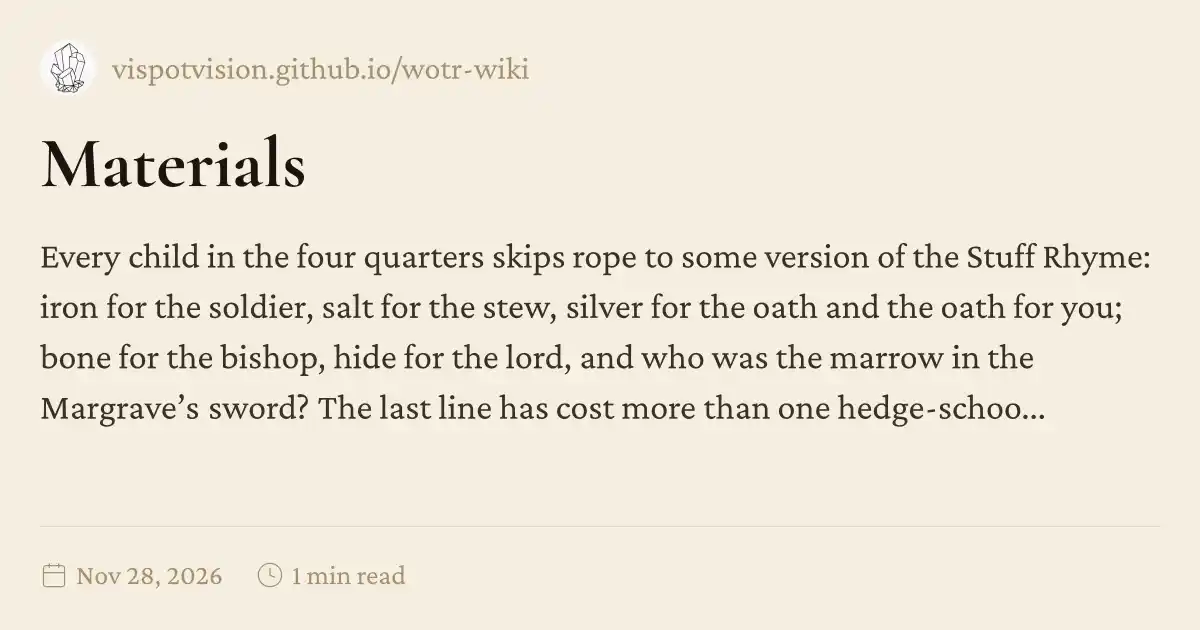 vispotvision.github.io/wotr-wiki
Materials
Every child in the four quarters skips rope to some version of the Stuff Rhyme:
iron for the soldier, salt for the stew, silver for the oath and the oath for you;
bone for the bishop, hide for the lord, and who was the marrow in the
Margrave’s sword? The last line has cost more than one hedge-schoo...
Nov 28, 2026
1 min read